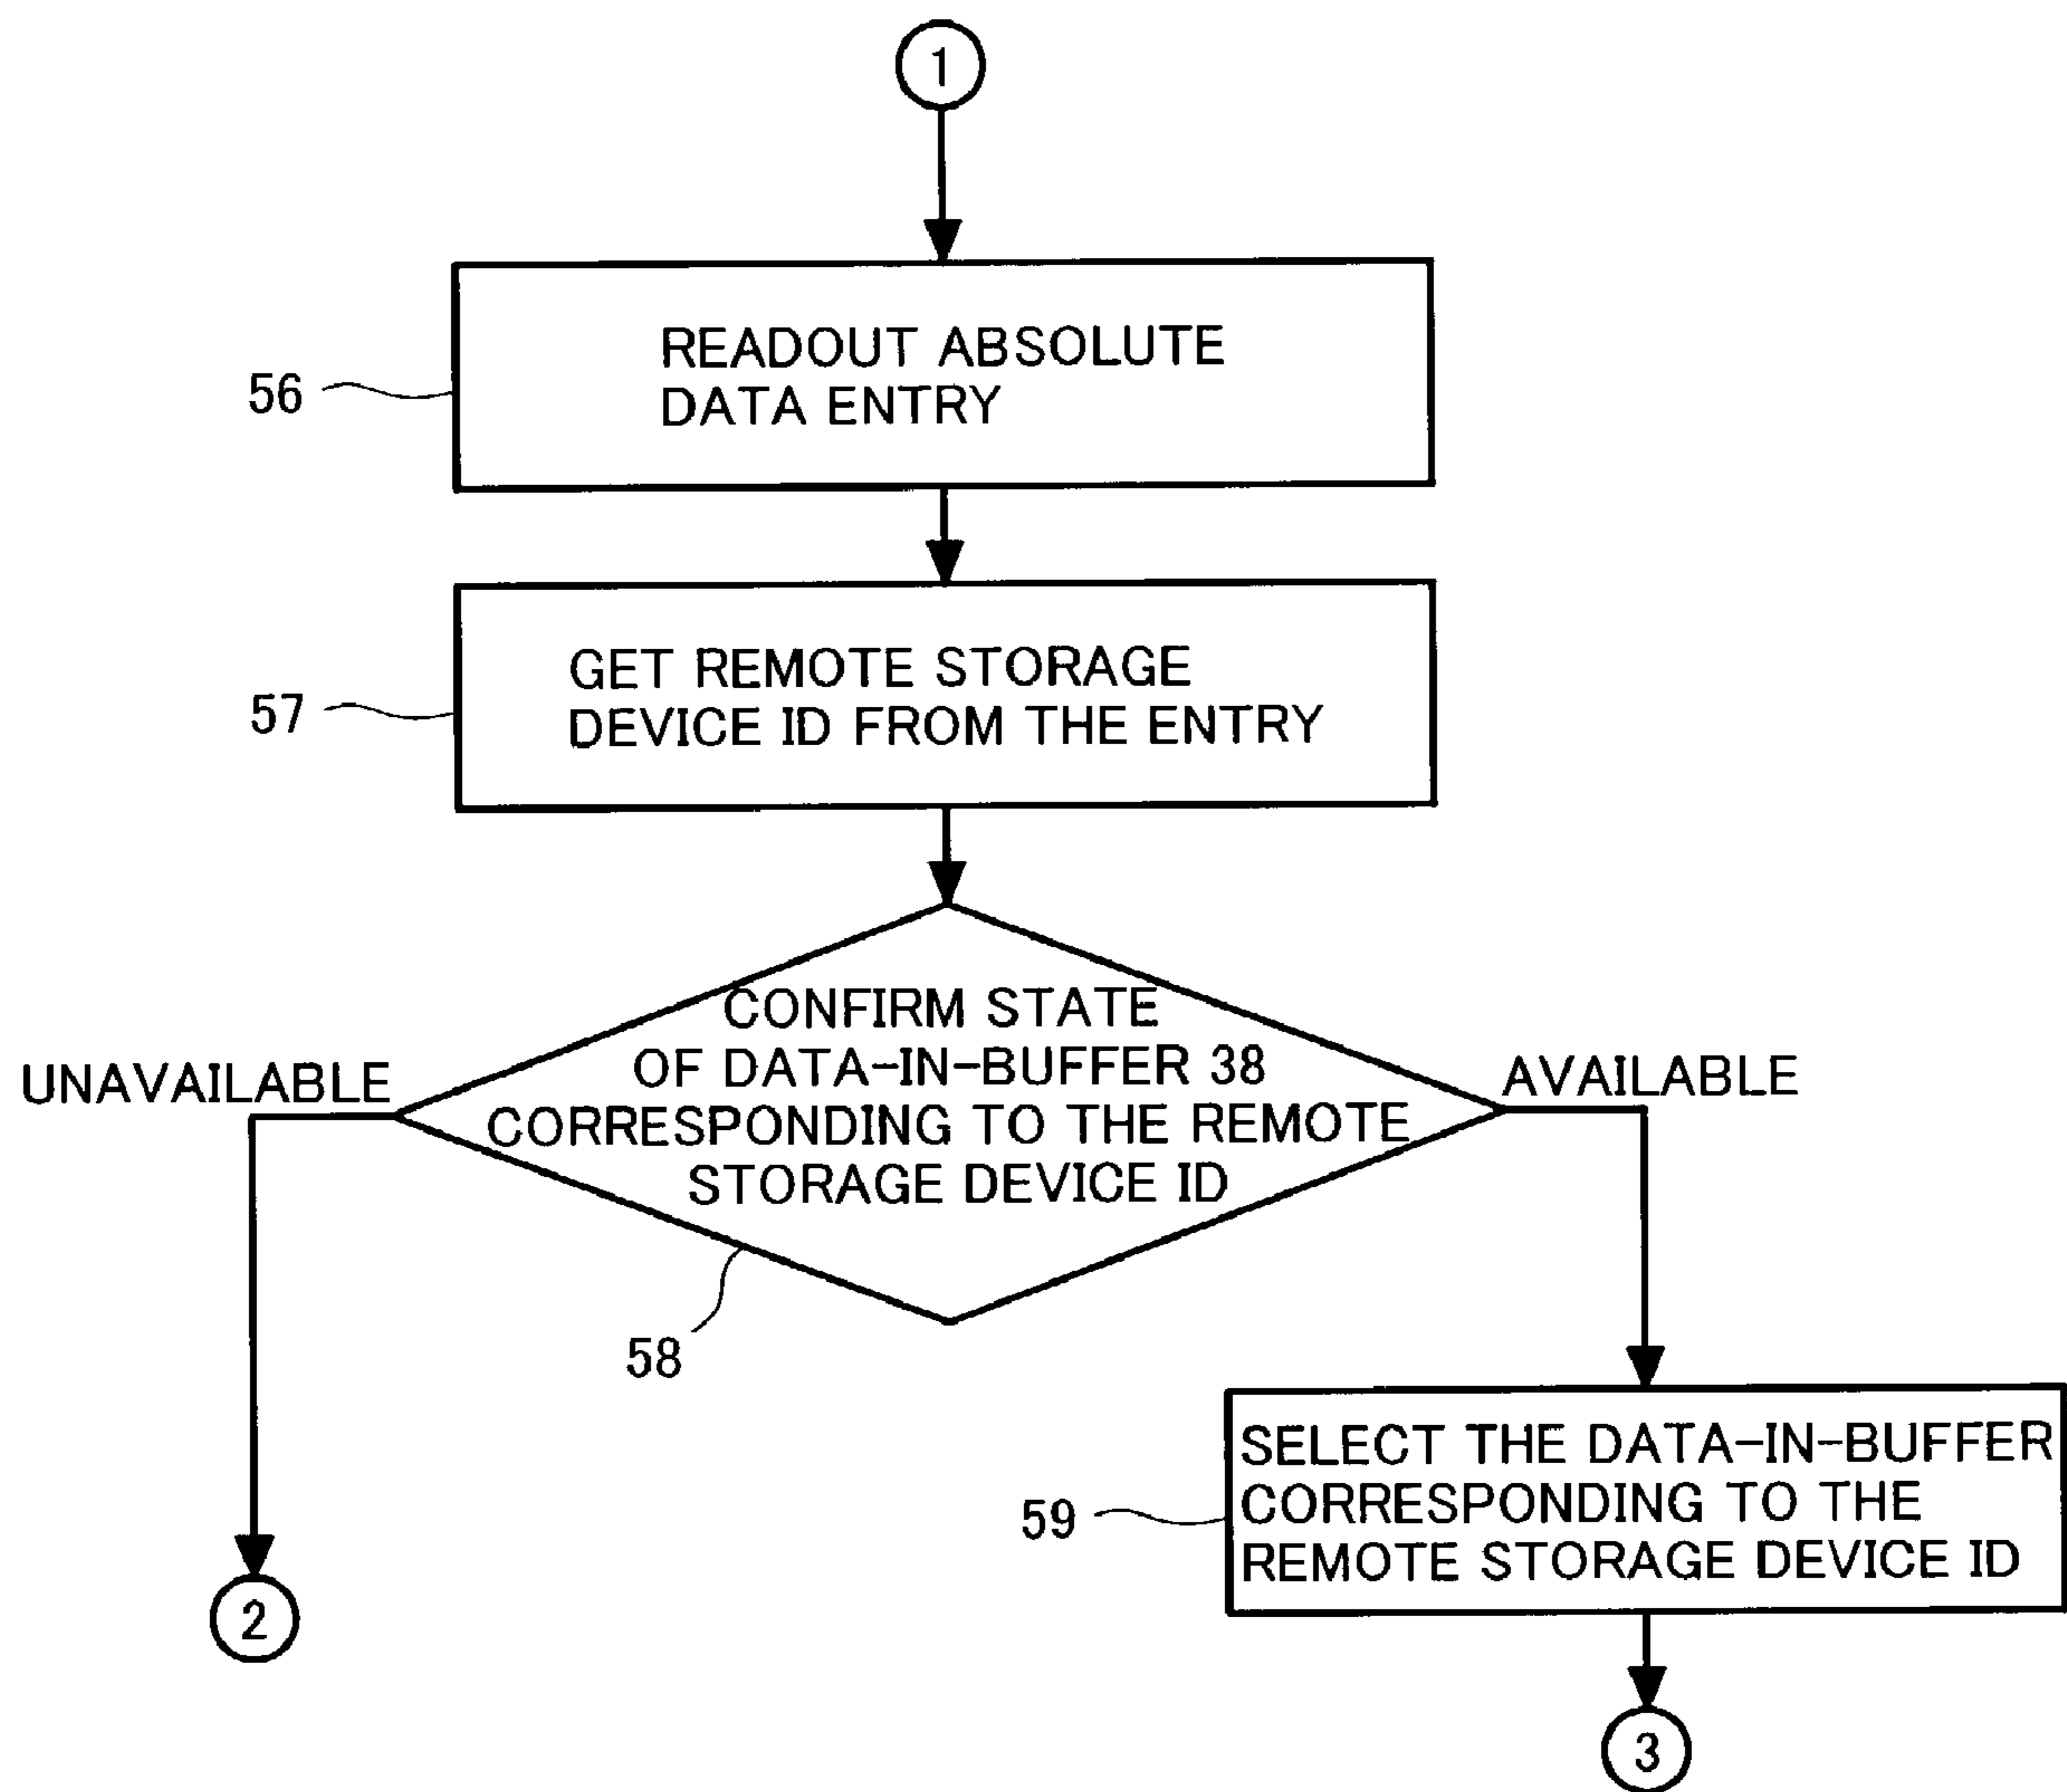 1
READOUT ABSOLUTE
DATA ENTRY
56
GET REMOTE STORAGE
DEVICE ID FROM THE ENTRY
57
CONFIRM STATE
OF DATA-IN-BUFFER 38
CORRESPONDING TO THE REMOTE
STORAGE DEVICE ID
UNAVAILABLE
AVAILABLE
58
SELECT THE DATA-IN-BUFFER
CORRESPONDING TO THE
REMOTE STORAGE DEVICE ID
59
2
3